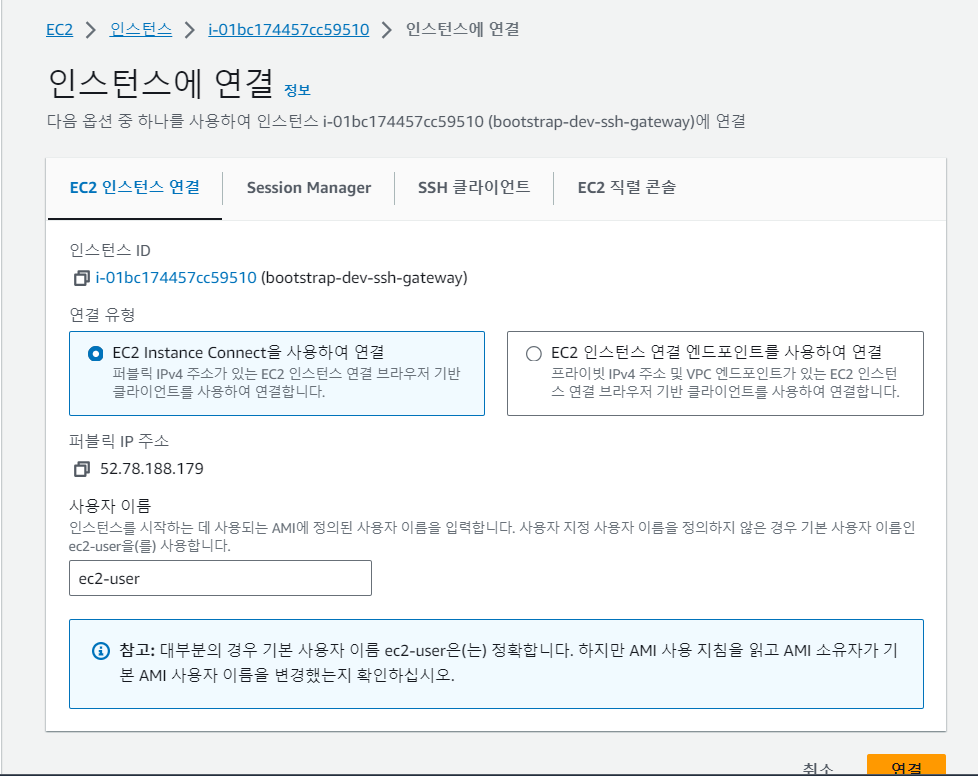 EC2 > 인스턴스 > i-01bc174457cc59510 > 인스턴스에 연결
인스턴스에 연결 정보
다음 옵션 중 하나를 사용하여 인스턴스 i-01bc174457cc59510 (bootstrap-dev-ssh-gateway)에 연결
EC2 인스턴스 연결 Session Manager SSH 클라이언트 EC2 직렬 콘솔
인스턴스 ID
i-01bc174457cc59510 (bootstrap-dev-ssh-gateway)
연결 유형
EC2 Instance Connect을 사용하여 연결
퍼블릭 IPv4 주소가 있는 EC2 인스턴스 연결 브라우저 기반
클라이언트를 사용하여 연결합니다.
EC2 인스턴스 연결 엔드포인트를 사용하여 연결
프라이빗 IPv4 주소 및 VPC 엔드포인트가 있는 EC2 인스턴
스 연결 브라우저 기반 클라이언트를 사용하여 연결합니다.
퍼블릭 IP 주소
52.78.188.179
사용자 이름
인스턴스를 시작하는 데 사용되는 AMI에 정의된 사용자 이름을 입력합니다. 사용자 지정 사용자 이름을 정의하지 않은 경우 기본 사용자 이름인
ec2-user을(를) 사용합니다.
ec2-user
참고: 대부분의 경우 기본 사용자 이름 ec2-user은(는) 정확합니다. 하지만 AMI 사용 지침을 읽고 AMI 소유자가 기
본 AMI 사용자 이름을 변경했는지 확인하십시오.
취소 연결